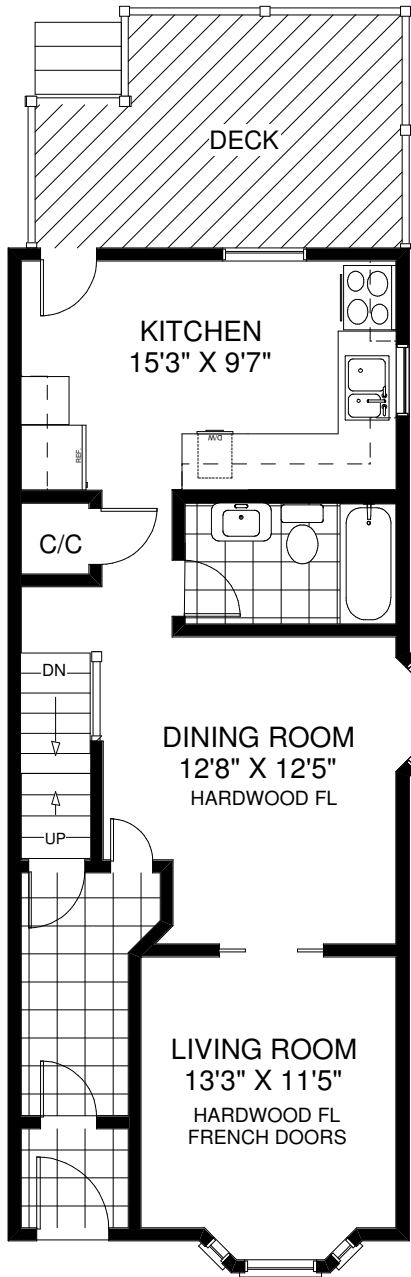 DECK
KITCHEN
15'3" X 9'7"
D/W
REF.
C/C
DN
DINING ROOM
12'8" X 12'5"
HARDWOOD FL
UP
LIVING ROOM
13'3" X 11'5"
HARDWOOD FL
FRENCH DOORS